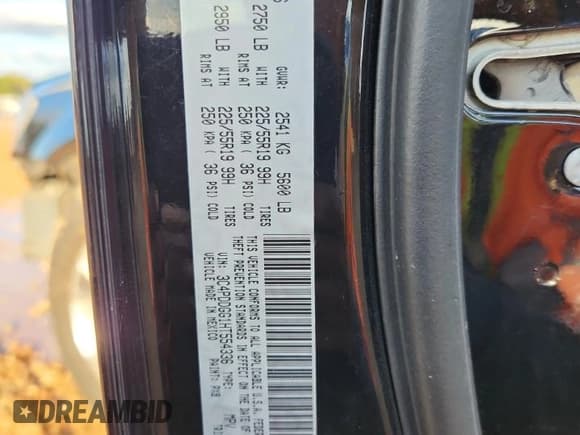 GVWR: 2541 KG 5600 LB
2750 LB WITH 225/55R19 99H TIRES
RIMS AT 250 KPA ( 36 PSI) COLD
2950 LB WITH 225/55R19 99H TIRES
RIMS AT 250 KPA ( 36 PSI) COLD
THIS VEHICLE CONFORMS TO ALL APPLICABLE U.S.A. FEDER
THEFT PREVENTION STANDARDS IN EFFECT ON THE DATE OF
VIN: 3C4PDDGG1HT554336 TYPE: MPV
VEHICLE MADE IN MEXICO PAINT: PXB
DREAMBID